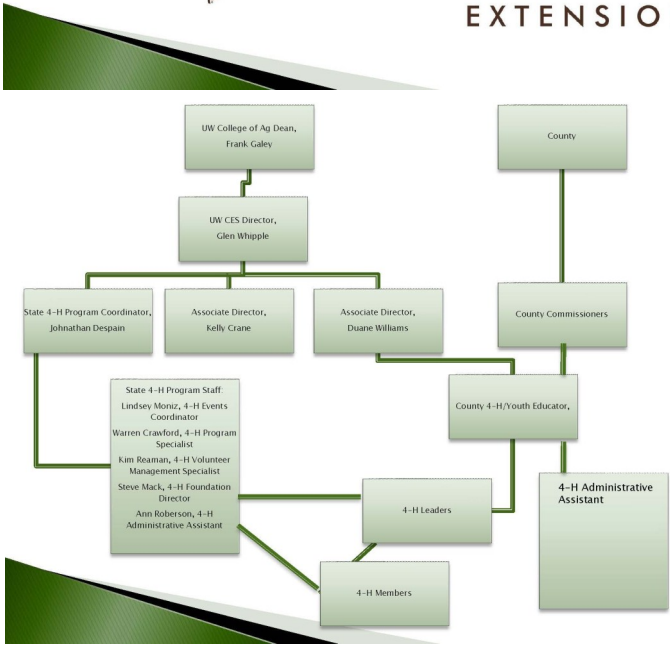 EXTENSIO
UW College of Ag Dean,
Frank Galey
County
UW CES Director,
Glen Whipple
State 4-H Program Coordinator,
Johnathan Despain
Associate Director,
Kelly Crane
Associate Director,
Duane Williams
County Commissioners
State 4-H Program Staff:
Lindsey Moniz, 4-H Events
Coordinator
Warren Crawford, 4-H Program
Specialist
Kim Reaman, 4-H Volunteer
Management Specialist
Steve Mack, 4-H Foundation
Director
Ann Roberson, 4-H
Administrative Assistant
County 4-H/Youth Educator,
4-H Leaders
4-H Administrative
Assistant
4-H Members